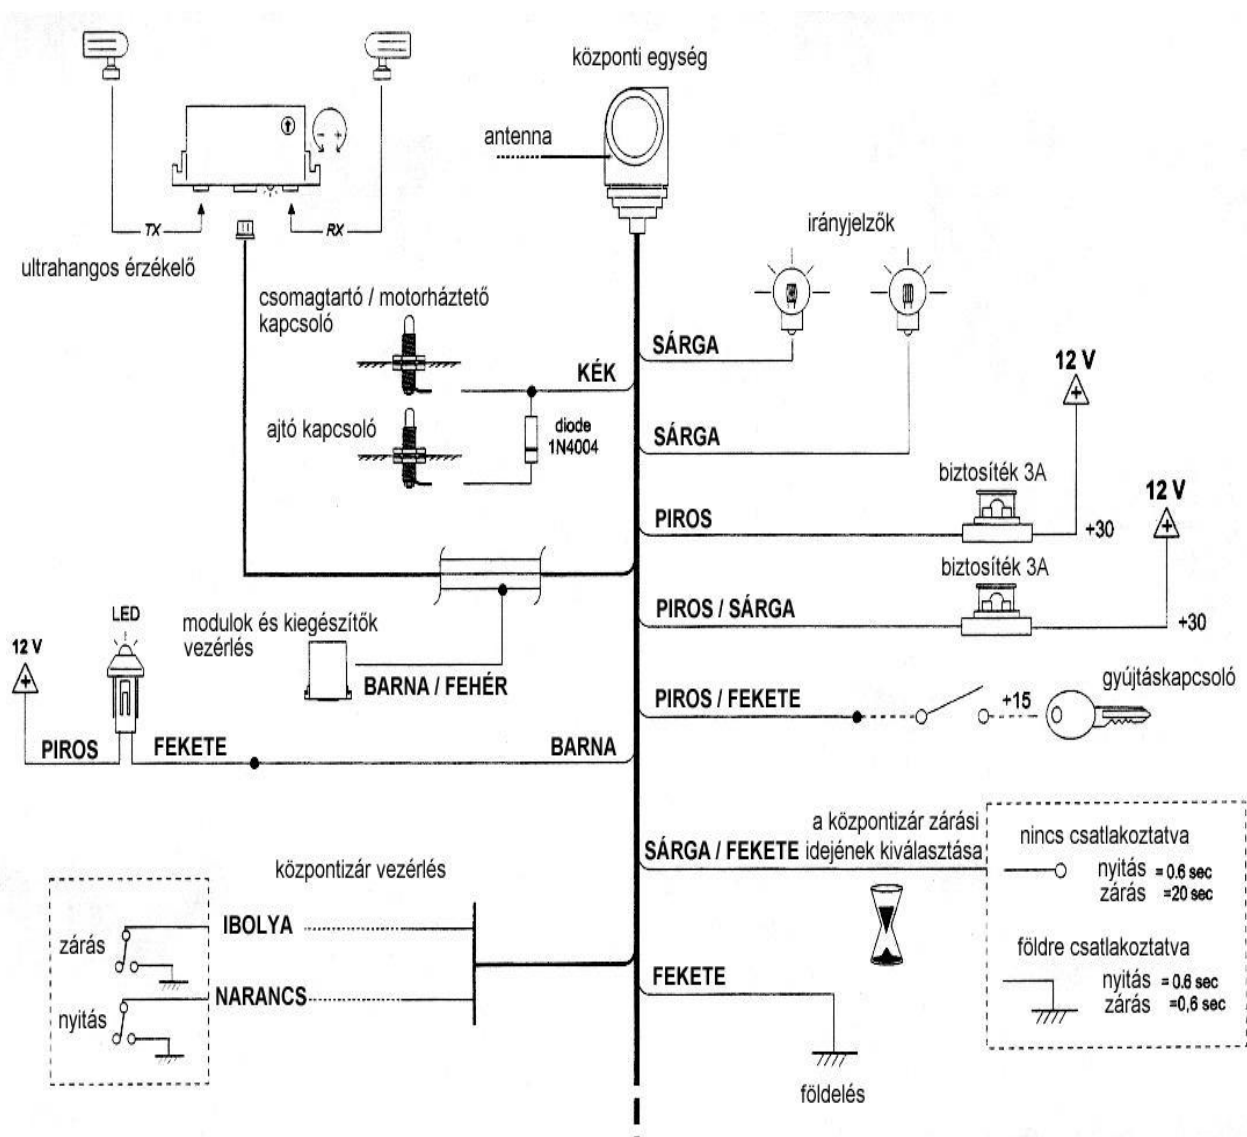 központi egység
antenna
TX
RX
ultrahangos érzékelő
irányjelzők
csomagtartó / motorháztető
kapcsoló
SÁRGA
KÉK
12 V
ajtó kapcsoló
diode
1N4004
SÁRGA
biztosíték 3A
12 V
PIROS
+30
biztosíték 3A
LED
modulok és kiegészítők
vezérlés
PIROS / SÁRGA
+30
12 V
BARNA / FEHÉR
PIROS / FEKETE
+15
gyújtáskapcsoló
PIROS
FEKETE
BARNA
a központizár zárási
SÁRGA / FEKETE idejének kiválasztása
nincs csatlakoztatva
nyitás = 0.6 sec
zárás =20 sec
központizár vezérlés
IBOLYA
zárás
földre csatlakoztatva
nyitás = 0.6 sec
zárás =0,6 sec
FEKETE
NARANCS
nyitás
földelés
- +